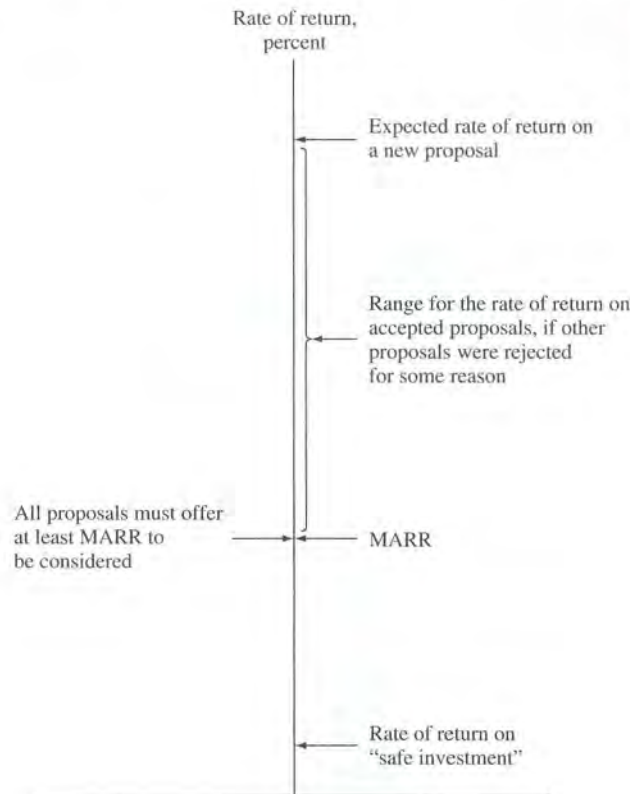 Rate of return,
percent
Expected rate of return on
a new proposal
Range for the rate of return on
accepted proposals, if other
proposals were rejected
for some reason
All proposals must offer
at least MARR to
be considered
MARR
Rate of return on
“safe investment”